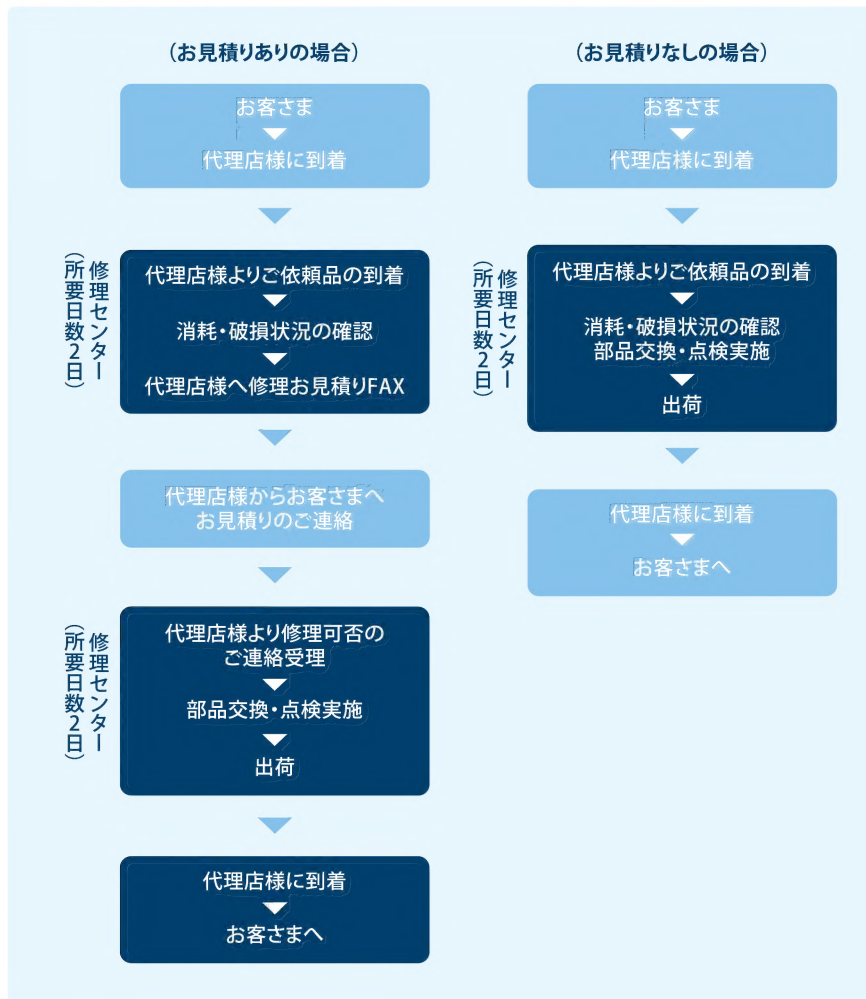 (お見積りありの場合)
お客さま
代理店様に到着
修理センター
(所要日数2日)
代理店様よりご依頼品の到着
消耗・破損状況の確認
代理店様へ修理お見積りFAX
代理店様からお客さまへ
お見積りのご連絡
修理センター
(所要日数2日)
代理店様より修理可否の
ご連絡受理
部品交換・点検実施
出荷
代理店様に到着
お客さまへ
(お見積りなしの場合)
お客さま
代理店様に到着
修理センター
(所要日数2日)
代理店様よりご依頼品の到着
消耗・破損状況の確認
部品交換・点検実施
出荷
代理店様に到着
お客さまへ